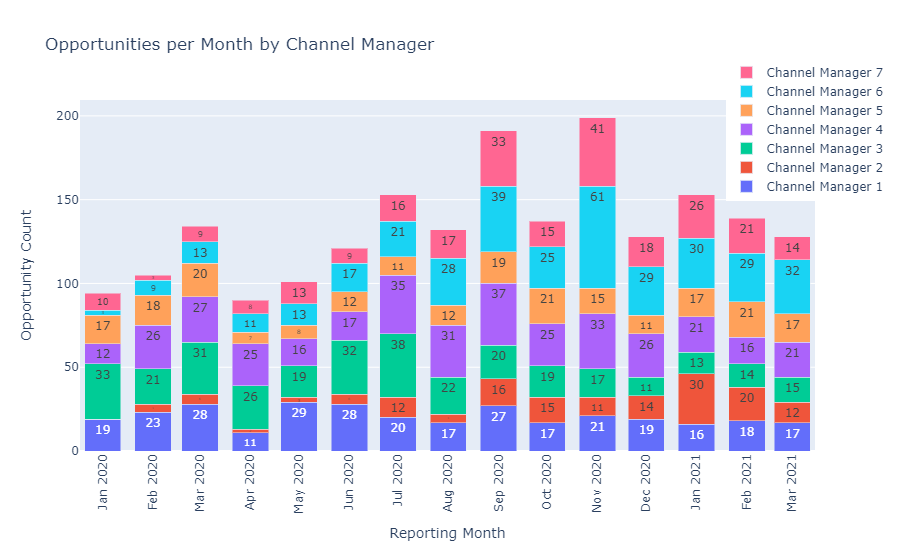 Opportunities per Month by Channel Manager
Channel Manager 7
Channel Manager 6
Channel Manager 5
Channel Manager 4
Channel Manager 3
Channel Manager 2
Channel Manager 1
Opportunity Count
200
150
100
50
0
10 9 16 17 33 15 41 18 26 21 14
9 13 11 13 17 21 28 39 25 61 29 30 29 32
17 18 20 12 11 12 19 21 15 11 17 21 17
12 26 27 25 16 17 35 31 37 25 33 26 21 16 21
33 21 31 26 19 32 38 22 20 19 17 11 13 14 15
12 16 15 11 14 30 20 12
19 23 28 11 29 28 20 17 27 17 21 19 16 18 17
13 9
Jan 2020
Feb 2020
Mar 2020
Apr 2020
May 2020
Jun 2020
Jul 2020
Aug 2020
Sep 2020
Oct 2020
Nov 2020
Dec 2020
Jan 2021
Feb 2021
Mar 2021
Reporting Month